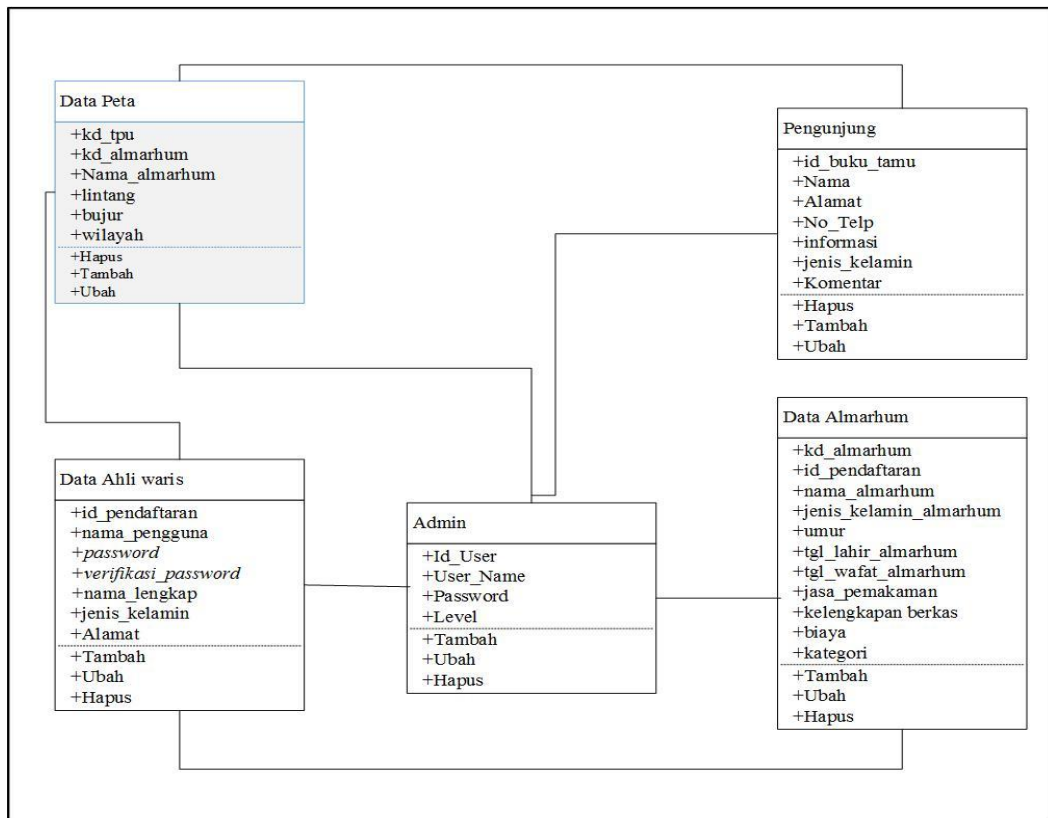 Data Peta
+kd_tpu
+kd_almarhum
+Nama_almarhum
+lintang
+bujur
+wilayah
+Hapus
+Tambah
+Ubah
Pengunjung
+id_buku_tamu
+Nama
+Alamat
+No_Telp
+informasi
+jenis_kelamin
+Komentar
+Hapus
+Tambah
+Ubah
Data Ahli waris
+id_pendaftaran
+nama_pengguna
+password
+verifikasi_password
+nama_lengkap
+jenis_kelamin
+Alamat
+Tambah
+Ubah
+Hapus
Admin
+Id_User
+User_Name
+Password
+Level
+Tambah
+Ubah
+Hapus
Data Almarhum
+kd_almarhum
+id_pendaftaran
+nama_almarhum
+jenis_kelamin_almarhum
+umur
+tgl_lahir_almarhum
+tgl_wafat_almarhum
+jasa_pemakaman
+kelengkapan berkas
+biaya
+kategori
+Tambah
+Ubah
+Hapus